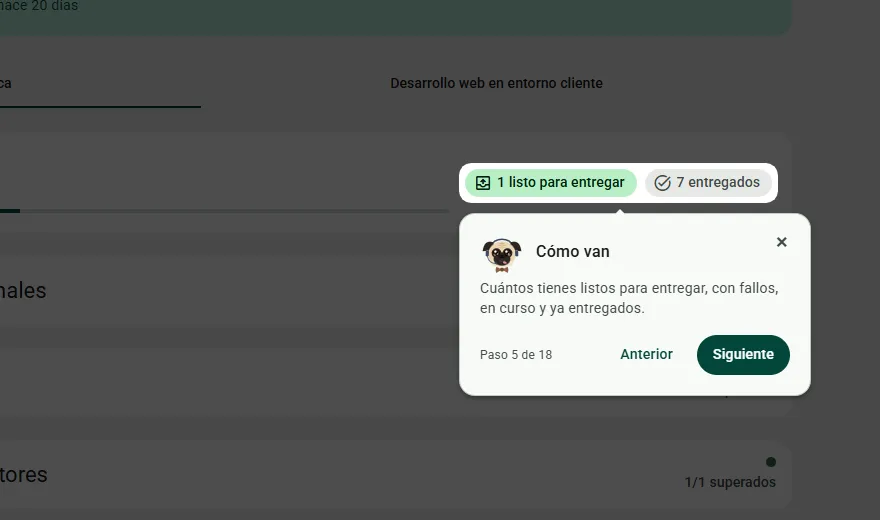 hace 20 días
ca
Desarrollo web en entorno cliente
1 listo para entregar
7 entregados
Cómo van
Cuántos tienes listos para entregar, con fallos,
en curso y ya entregados.
Paso 5 de 18
Anterior
Siguiente
nales
tores
1/1 superados